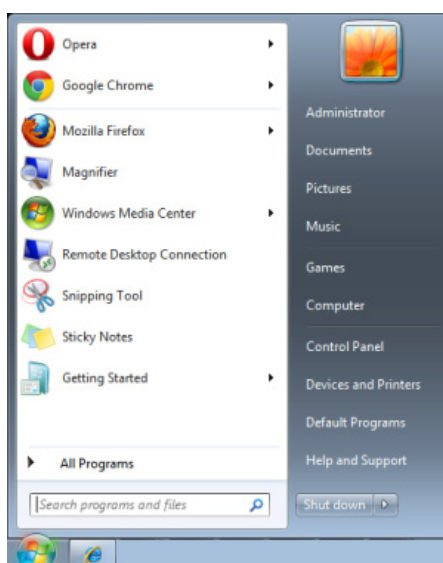 Opera
Google Chrome
Mozilla Firefox
Magnifier
Windows Media Center
Remote Desktop Connection
Snipping Tool
Sticky Notes
Getting Started
All Programs
Search programs and files
Administrator
Documents
Pictures
Music
Games
Computer
Control Panel
Devices and Printers
Default Programs
Help and Support
Shut down